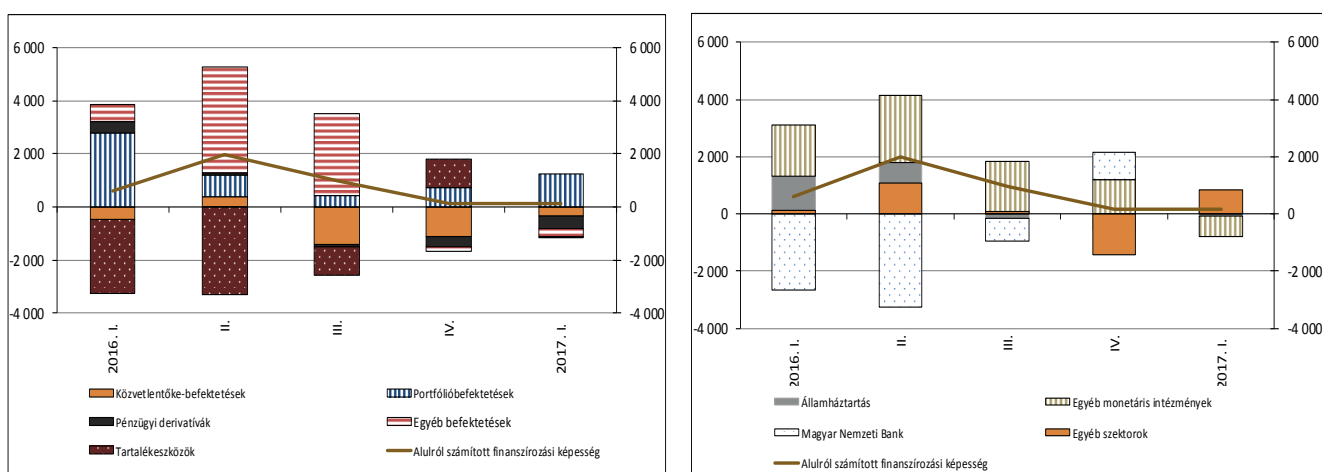 6 000 6 000
4 000 4 000
2 000 2 000
0 0
-2 000 -2 000
-4 000 -4 000
2016. I. II. III. IV. 2017. I.
Közvetlentőke-befektetések Portfólióbefektetések
Pénzügyi derivatívák Egyéb befektetések
Tartalékeszközök Alulról számított finanszírozási képesség
6 000 6 000
4 000 4 000
2 000 2 000
0 0
-2 000 -2 000
-4 000 -4 000
2016. I. II. III. IV. 2017. I.
Államháztartás Egyéb monetáris intézmények
Magyar Nemzeti Bank Egyéb szektorok
Alulról számított finanszírozási képesség